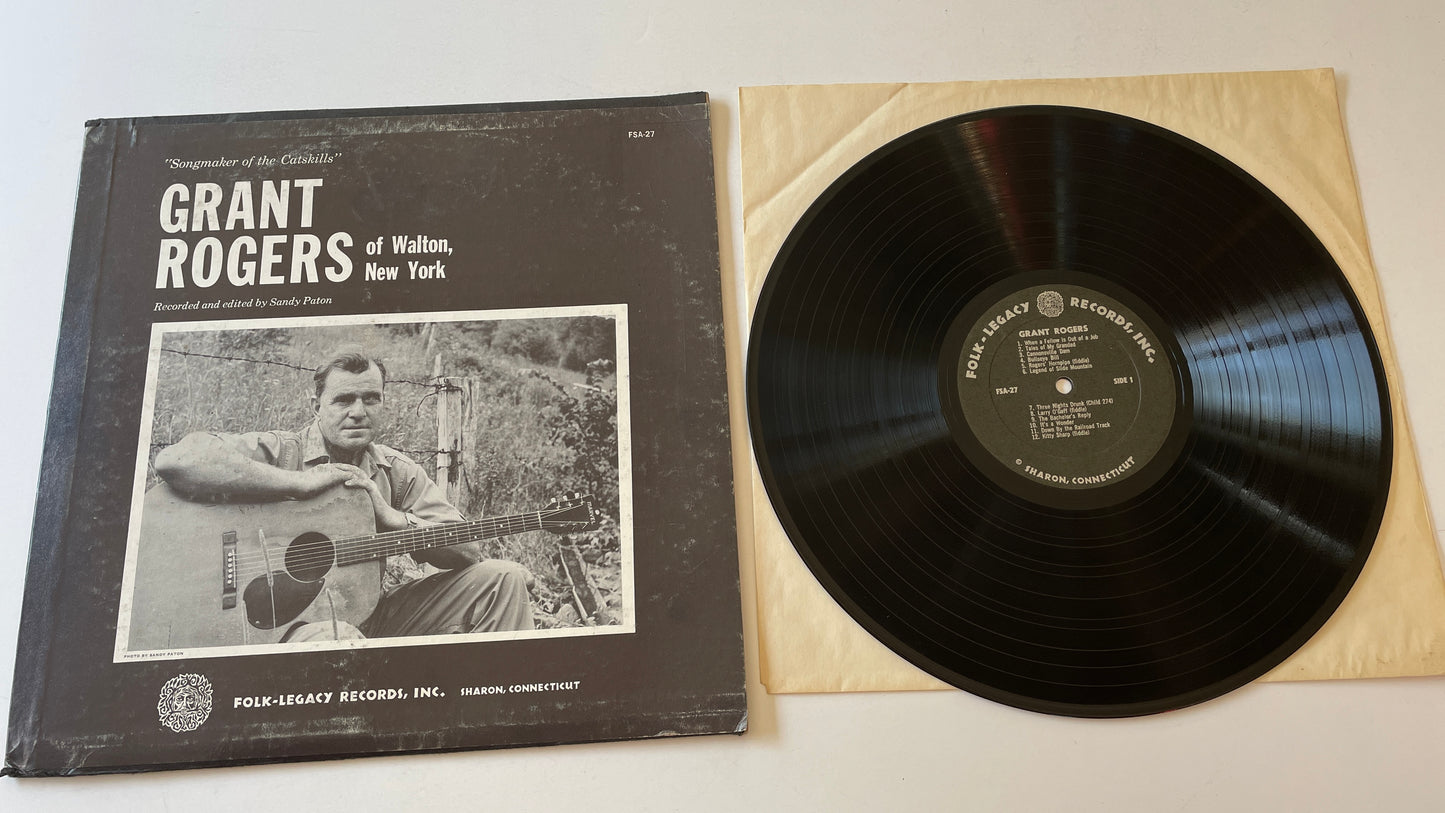 FSA-27
"Songmaker of the Catskills"
GRANT
ROGERS
of Walton,
New York
Recorded and edited by Sandy Paton
PHOTO BY SANDY PATON
FOLK-LEGACY RECORDS, INC. SHARON, CONNECTICUT
FOLK-LEGACY RECORDS, INC.
GRANT ROGERS
1. When a Fellow Is Out of a Job
2. Tales of My Grandad
3. Cannonsville Dam
4. Bullseye Bill
5. Rogers' Hornpipe (fiddle)
6. Legend of Slide Mountain
FSA-27
SIDE 1
7. Three Nights Drunk (Child 274)
8. Larry O'Gaff (fiddle)
9. The Bachelor's Reply
10. It's a Wonder
11. Down By the Railroad Track
12. Kitty Sharp (fiddle)
© SHARON, CONNECTICUT